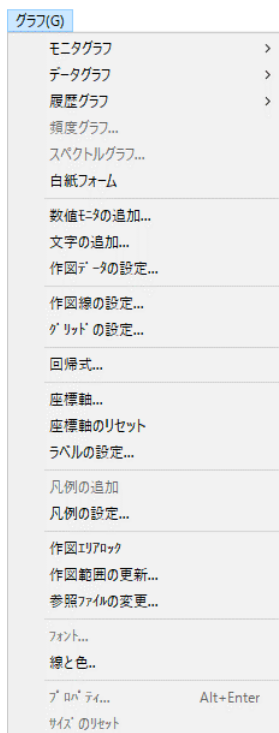 グラフ(G)
モニタグラフ >
データグラフ >
履歴グラフ >
頻度グラフ...
スペクトルグラフ...
白紙フォーム
数値ﾓﾆﾀの追加...
文字の追加...
作図ﾃﾞｰﾀの設定...
作図線の設定...
ｸﾞﾘｯﾄﾞの設定...
回帰式...
座標軸...
座標軸のリセット
ラベルの設定...
凡例の追加
凡例の設定...
作図ｴﾘｱﾛｯｸ
作図範囲の更新...
参照ﾌｧｲﾙの変更...
ﾌｫﾝﾄ...
線と色..
ﾌﾟﾛﾊﾟﾃｨ... Alt+Enter
ｻｲｽﾞのﾘｾｯﾄ